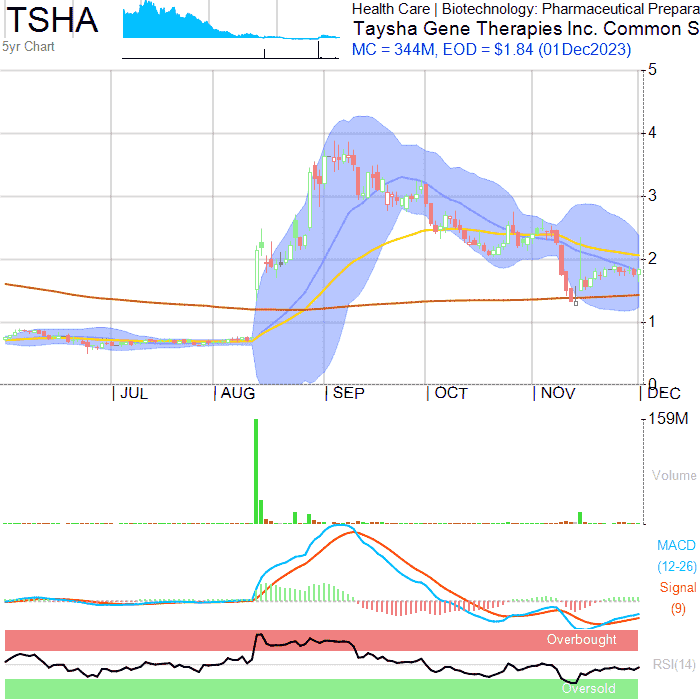 TSHA
5yr Chart
Health Care | Biotechnology: Pharmaceutical Prepara
Taysha Gene Therapies Inc. Common S
MC = 344M, EOD = $1.84 (01Dec2023)
5
4
3
2
1
0
| JUL
| AUG
| SEP
| OCT
| NOV
| DEC
159M
Volume
MACD
(12-26)
Signal
(9)
Overbought
RSI(14)
Oversold